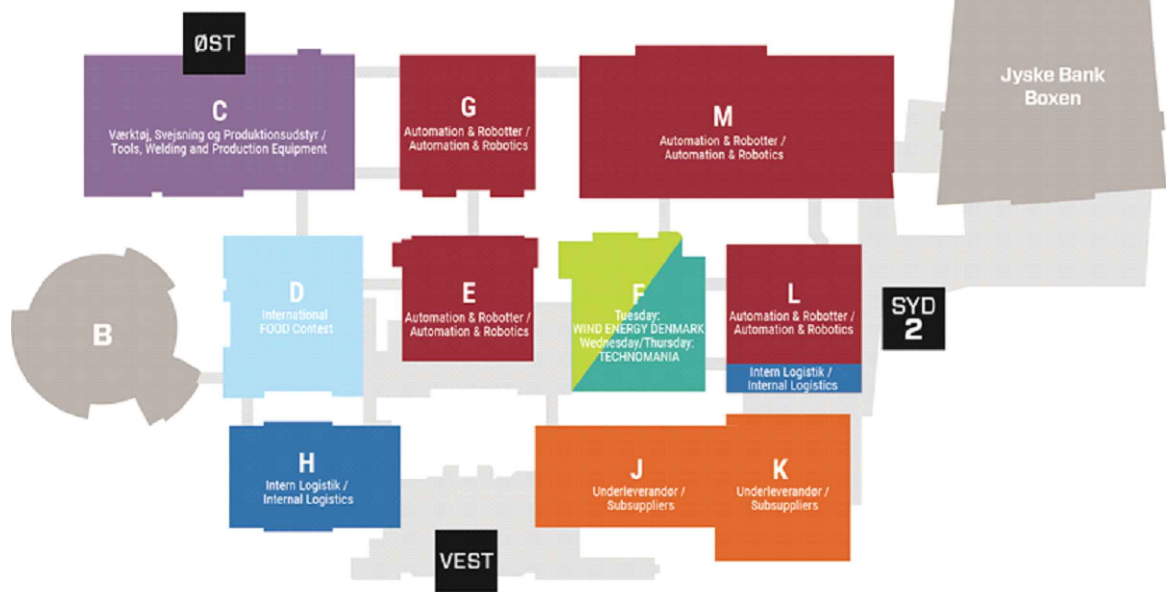 ØST
C
Værktøj, Svejsning og Produktionsudstyr /
Tools, Welding and Production Equipment
G
Automation & Robotter /
Automation & Robotics
M
Automation & Robotter /
Automation & Robotics
Jyske Bank
Boxen
B
D
International
FOOD Contest
E
Automation & Robotter /
Automation & Robotics
F
Tuesday:
WIND ENERGY DENMARK
Wednesday/Thursday:
TECHNOMANIA
L
Automation & Robotter /
Automation & Robotics
Intern Logistik /
Internal Logistics
SYD
2
H
Intern Logistik /
Internal Logistics
J
Underleverandør /
Subsuppliers
K
Underleverandør /
Subsuppliers
VEST